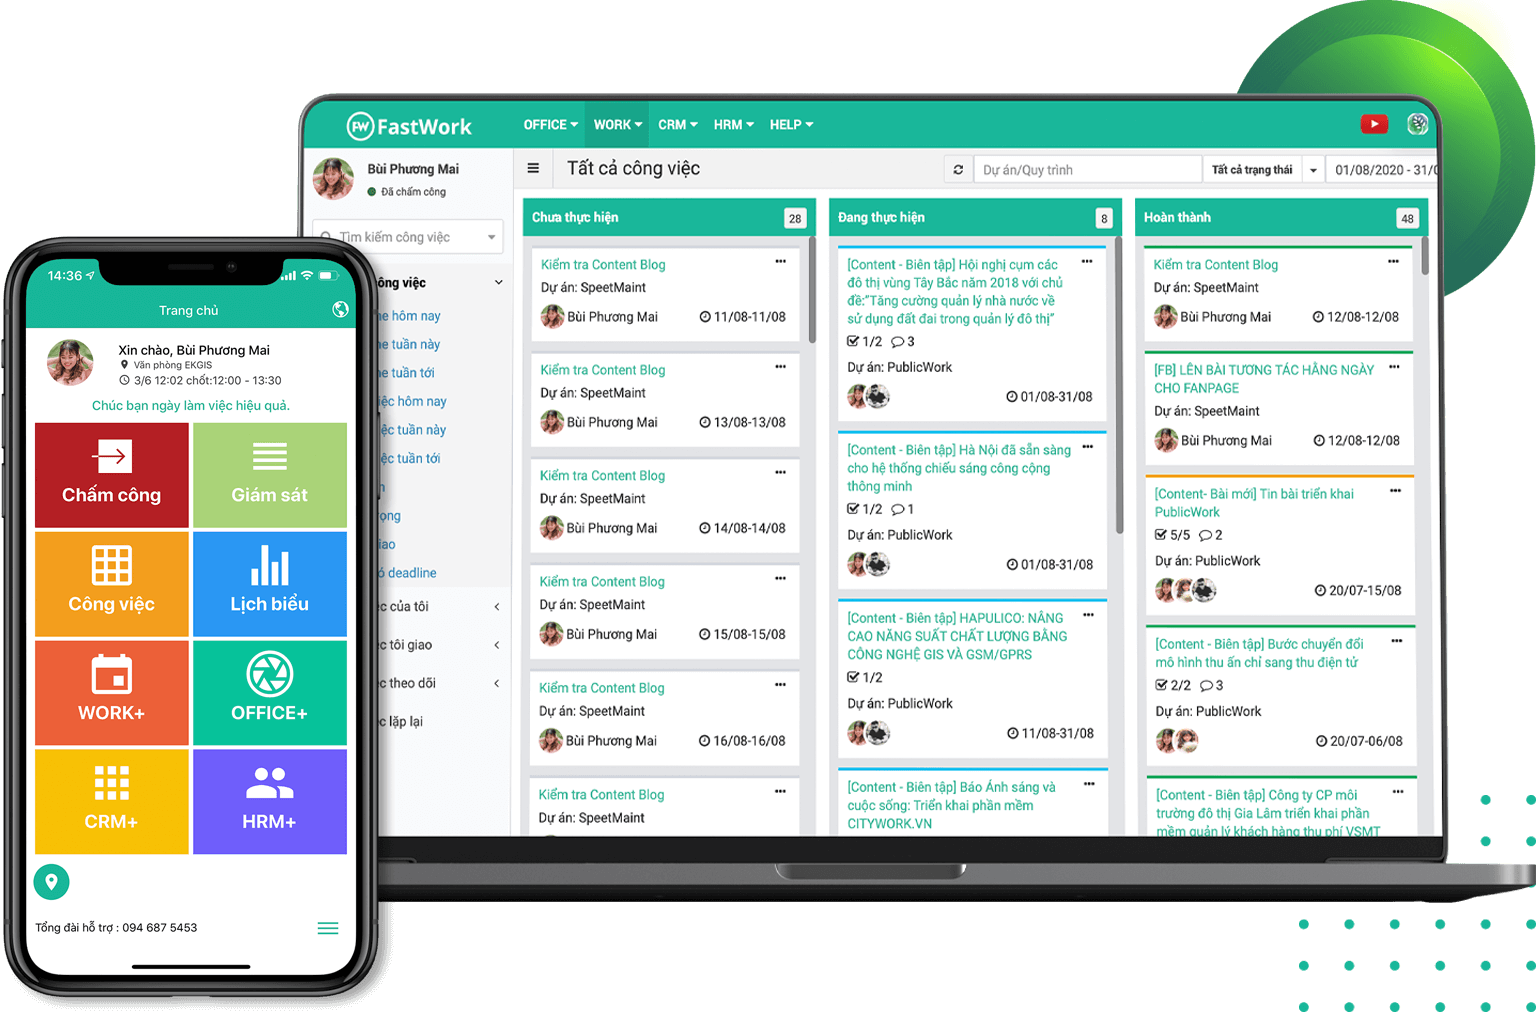 FW FastWork
OFFICE
WORK
CRM
HRM
HELP
Bùi Phương Mai
Đã chấm công
Tìm kiếm công việc
Tất cả công việc
Dự án/Quy trình
Tất cả trạng thái
01/08/2020 - 31/0
việc
hôm nay
tuần này
tuần tới
hôm nay
tuần này
tuần tới
deadline
của tôi
tôi giao
theo dõi
lặp lại
Chưa thực hiện
28
Kiểm tra Content Blog
Dự án: SpeetMaint
Bùi Phương Mai
11/08-11/08
Kiểm tra Content Blog
Dự án: SpeetMaint
Bùi Phương Mai
13/08-13/08
Kiểm tra Content Blog
Dự án: SpeetMaint
Bùi Phương Mai
14/08-14/08
Kiểm tra Content Blog
Dự án: SpeetMaint
Bùi Phương Mai
15/08-15/08
Kiểm tra Content Blog
Dự án: SpeetMaint
Bùi Phương Mai
16/08-16/08
Kiểm tra Content Blog
Dự án: SpeetMaint
Đang thực hiện
8
[Content - Biên tập] Hội nghị cụm các
đô thị vùng Tây Bắc năm 2018 với chủ
đề:"Tăng cường quản lý nhà nước về
sử dụng đất đai trong quản lý đô thị"
1/2 3
Dự án: PublicWork
01/08-31/08
[Content - Biên tập] Hà Nội đã sẵn sàng
cho hệ thống chiếu sáng công cộng
thông minh
1/2 1
Dự án: PublicWork
01/08-31/08
[Content - Biên tập] HAPULICO: NÂNG
CAO NĂNG SUẤT CHẤT LƯỢNG BẰNG
CÔNG NGHỆ GIS VÀ GSM/GPRS
1/2
Dự án: PublicWork
11/08-31/08
[Content - Biên tập] Báo Ánh sáng và
cuộc sống: Triển khai phần mềm
CITYWORK.VN
Hoàn thành
48
Kiểm tra Content Blog
Dự án: SpeetMaint
Bùi Phương Mai
12/08-12/08
[FB] LÊN BÀI TƯƠNG TÁC HẰNG NGÀY
CHO FANPAGE
Dự án: SpeetMaint
Bùi Phương Mai
12/08-12/08
[Content- Bài mới] Tin bài triển khai
PublicWork
5/5 2
Dự án: PublicWork
20/07-15/08
[Content - Biên tập] Bước chuyển đổi
mô hình thu ấn chỉ sang thu điện tử
2/2 3
Dự án: PublicWork
20/07-06/08
[Content - Biên tập] Công ty CP môi
trường đô thị Gia Lâm triển khai phần
mềm quản lý khách hàng thu phí VSMT
14:36
Trang chủ
Xin chào, Bùi Phương Mai
Văn phòng EKGIS
3/6 12:02 chốt:12:00 - 13:30
Chúc bạn ngày làm việc hiệu quả.
Chấm công
Giám sát
Công việc
Lịch biểu
WORK+
OFFICE+
CRM+
HRM+
Tổng đài hỗ trợ : 094 687 5453